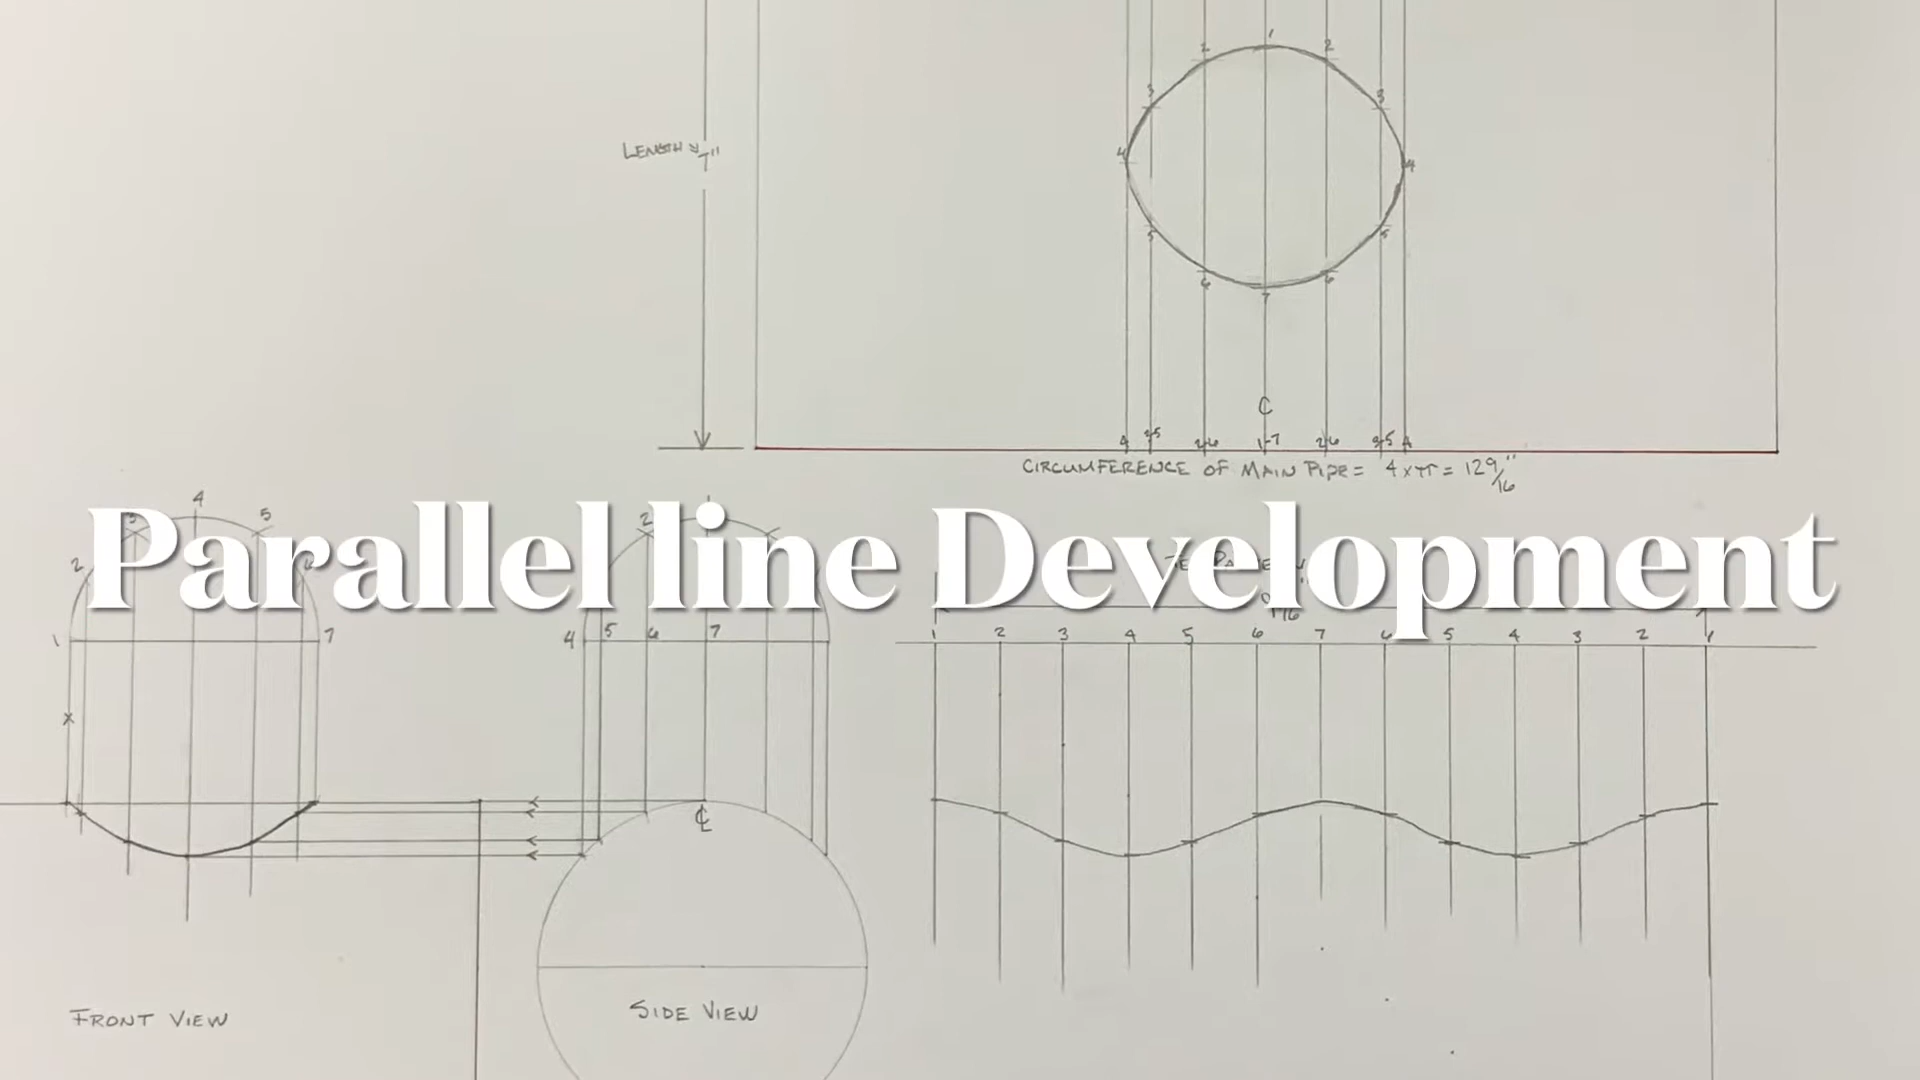 1
2 2
3 3
LENGTH 7"
4 4
5 5
6 6
7
C
4 3-5 2-6 1-7 2-6 3-5 4
CIRCUMFERENCE OF MAIN PIPE = 4 x π = 12 9/16"
4
3 5
2
2
Parallel line Development
1 7
4 5 6 7
1 2 3 4 5 6 7 6 5 4 3 2 1
x
℄
FRONT VIEW
SIDE VIEW